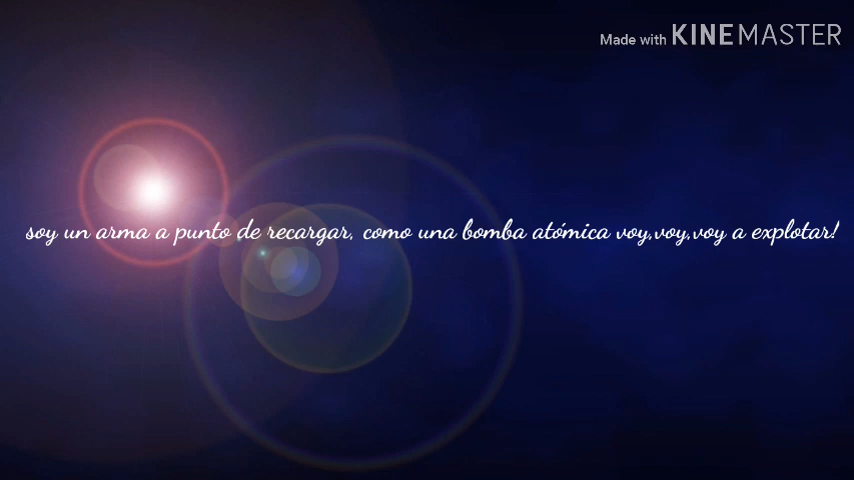 Made with KINEMASTER
soy un arma a punto de recargar, como una bomba atómica voy,voy,voy a explotar!